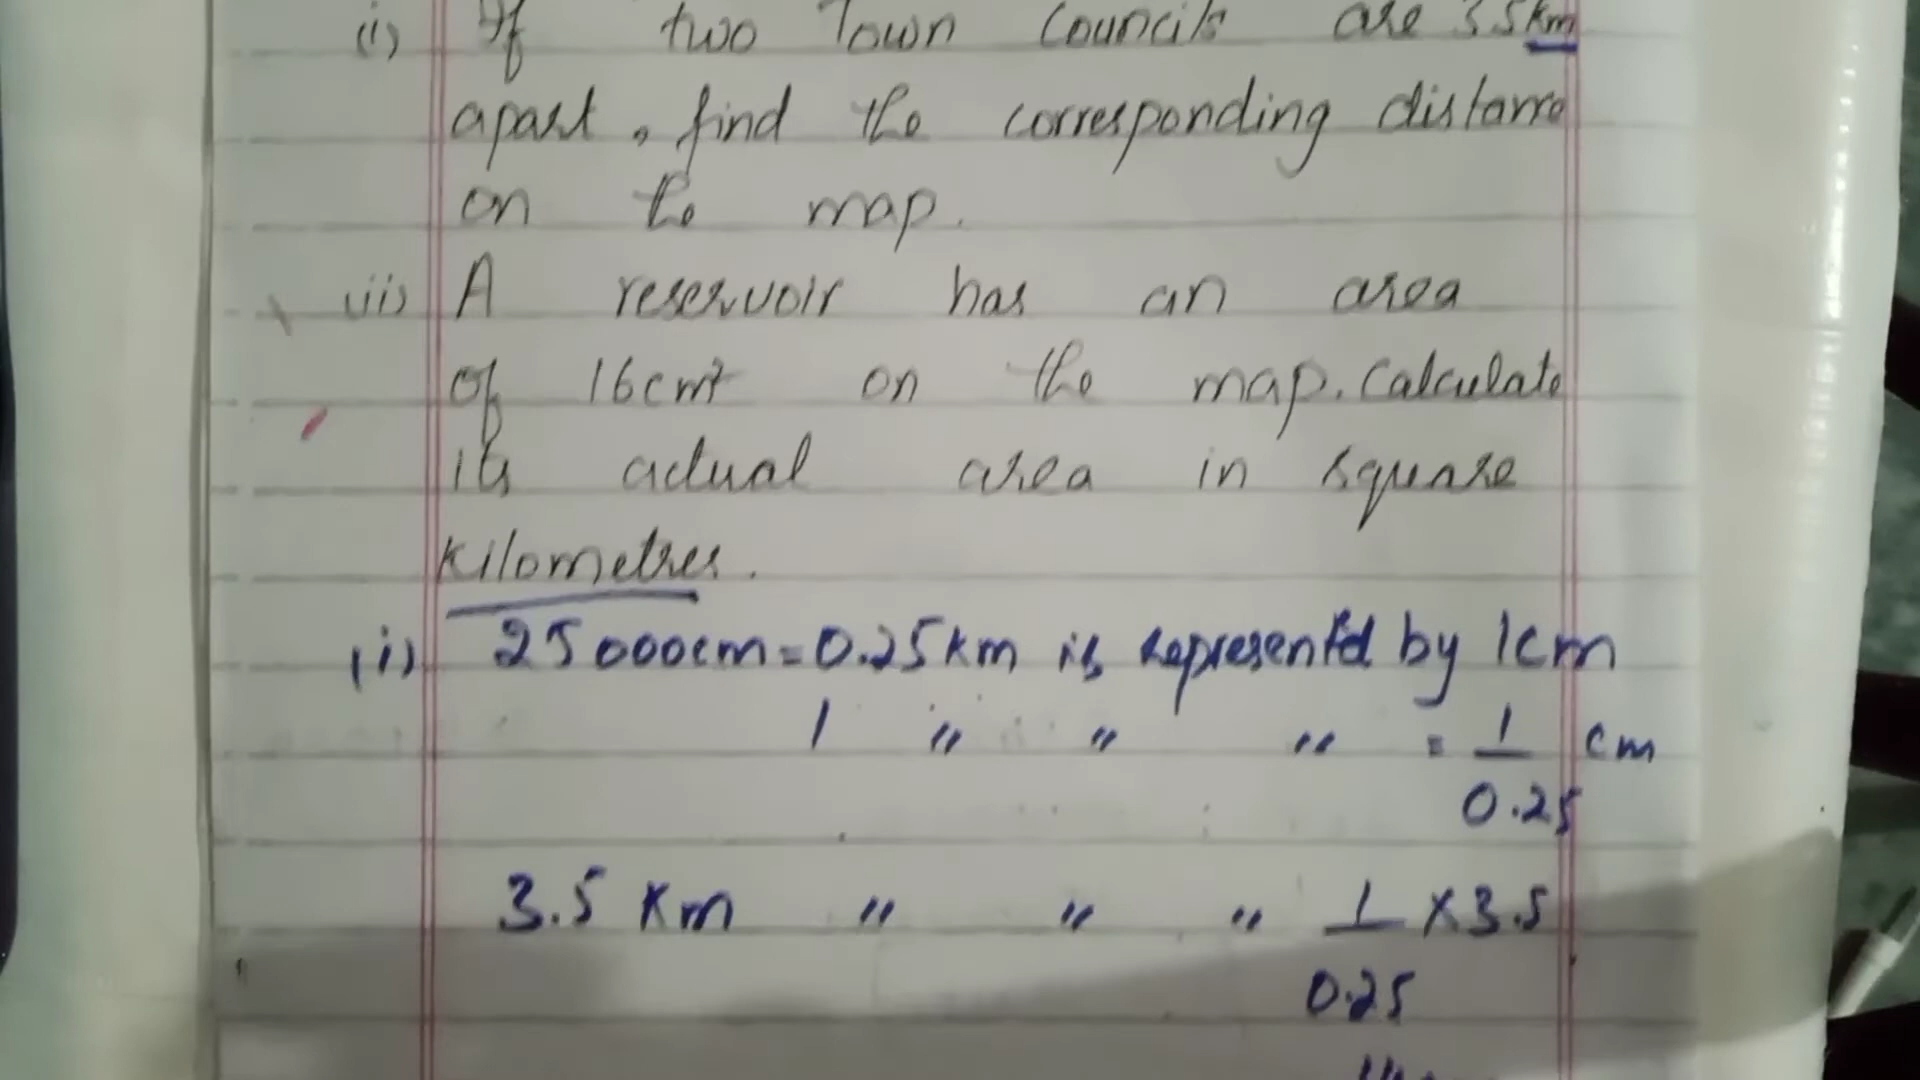 (i) If two Town Councils are 3.5km
apart, find the corresponding distance
on the map.
(ii) A reservoir has an area
of 16cm² on the map. Calculate
its actual area in square
kilometres.
(i) 25000cm = 0.25km is represented by 1cm
1 " " " = 1/0.25 cm
3.5 km " " " 1/0.25 × 3.5